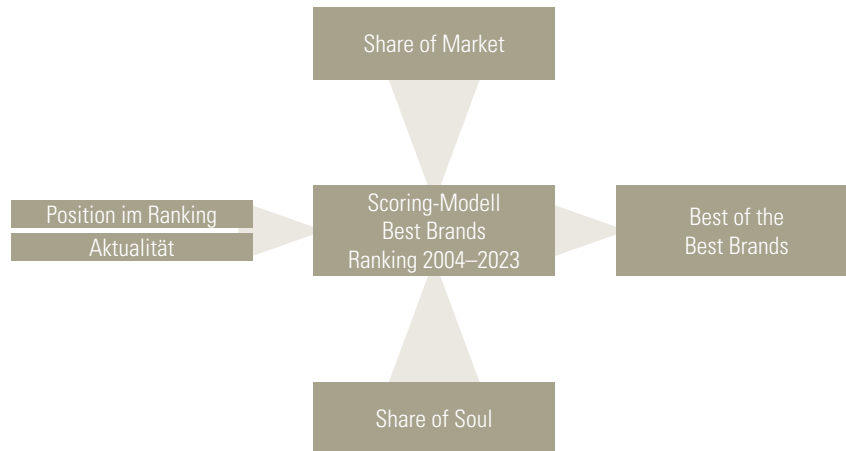 Share of Market
Position im Ranking
Aktualität
Scoring-Modell
Best Brands
Ranking 2004–2023
Best of the
Best Brands
Share of Soul